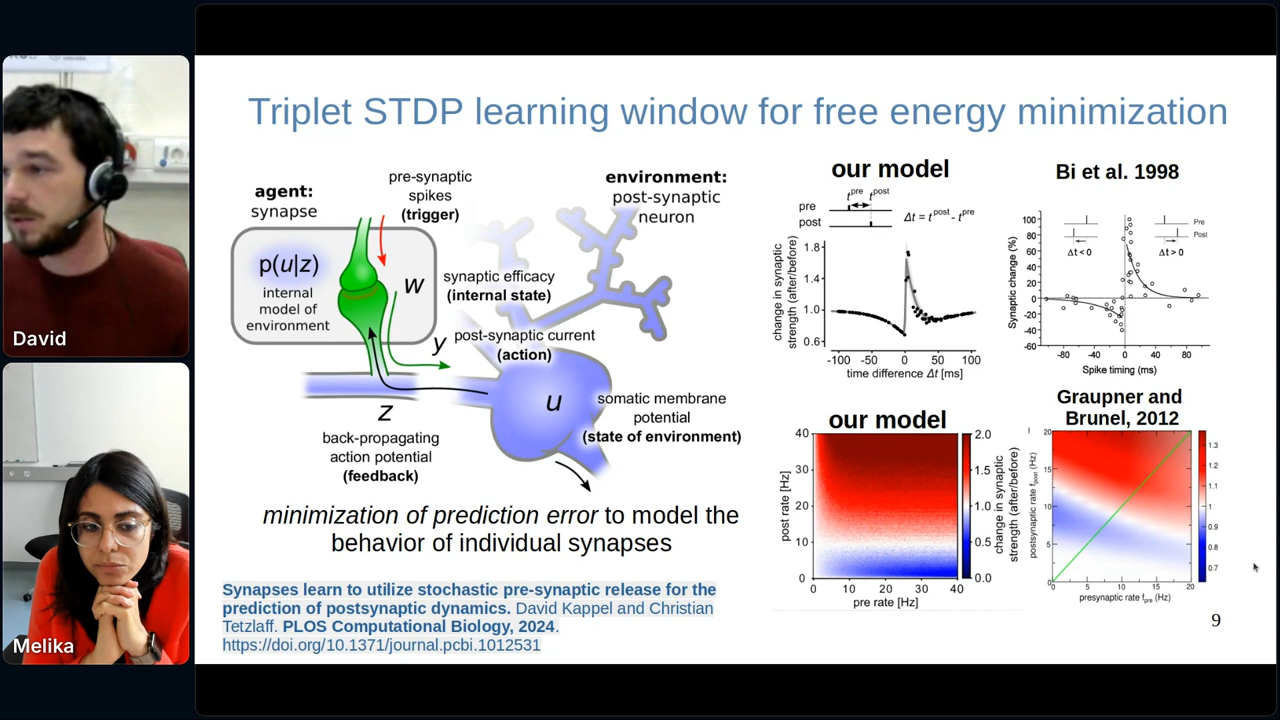 Triplet STDP learning window for free energy minimization
agent:
synapse
pre-synaptic
spikes
(trigger)
environment:
post-synaptic
neuron
p(u|z)
internal
model of
environment
w
synaptic efficacy
(internal state)
y
post-synaptic current
(action)
z
back-propagating
action potential
(feedback)
u
somatic membrane
potential
(state of environment)
minimization of prediction error to model the
behavior of individual synapses
Synapses learn to utilize stochastic pre-synaptic release for the
prediction of postsynaptic dynamics. David Kappel and Christian
Tetzlaff. PLOS Computational Biology, 2024.
https://doi.org/10.1371/journal.pcbi.1012531
our model
t^pre t^post
pre
post
Δt = t^post - t^pre
change in synaptic
strength (after/before)
1.8
1.4
1.0
0.6
-100 -50 0 50 100
time difference Δt [ms]
Bi et al. 1998
Pre
Post
Δt < 0
Δt > 0
Synaptic change (%)
100
80
60
40
20
0
-20
-40
-60
-80 -40 0 40 80
Spike timing (ms)
our model
post rate [Hz]
40
30
20
10
0
0 10 20 30 40
pre rate [Hz]
2.0
1.5
1.0
0.5
0.0
change in synaptic
strength (after/before)
Graupner and
Brunel, 2012
postsynaptic rate f_post (Hz)
20
15
10
5
0
0 5 10 15 20
presynaptic rate f_pre (Hz)
1.3
1.2
1.1
1
0.9
0.8
0.7
9
David
Melika